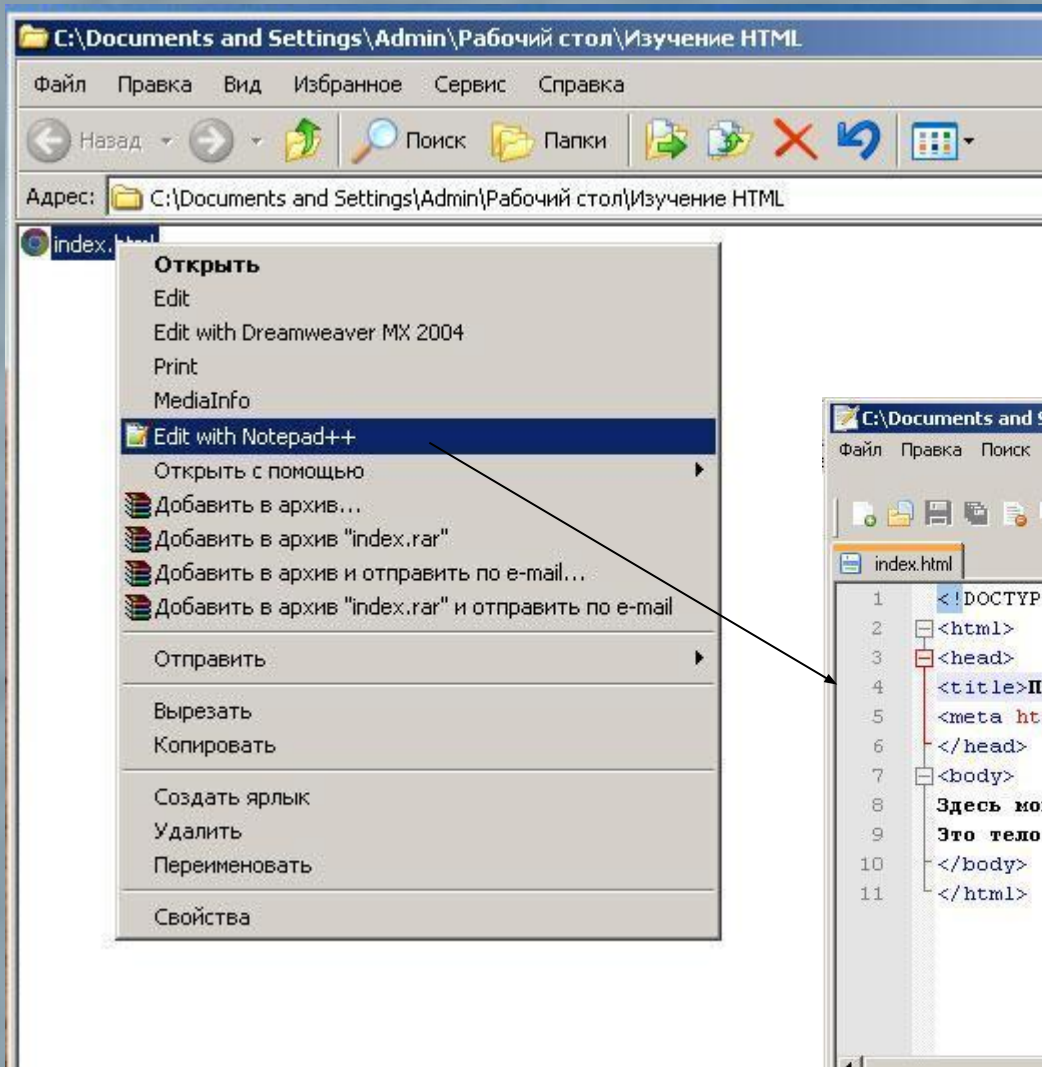 C:\Documents and Settings\Admin\Рабочий стол\Изучение HTML
Файл Правка Вид Избранное Сервис Справка
Назад Поиск Папки
Адрес: C:\Documents and Settings\Admin\Рабочий стол\Изучение HTML
index.html
Открыть
Edit
Edit with Dreamweaver MX 2004
Print
MediaInfo
Edit with Notepad++
Открыть с помощью
Добавить в архив...
Добавить в архив "index.rar"
Добавить в архив и отправить по e-mail...
Добавить в архив "index.rar" и отправить по e-mail
Отправить
Вырезать
Копировать
Создать ярлык
Удалить
Переименовать
Свойства
C:\Documents and
Файл Правка Поиск
index.html
1 <!DOCTYP
2 <html>
3 <head>
4 <title>П
5 <meta ht
6 </head>
7 <body>
8 Здесь мо
9 Это тело
10 </body>
11 </html>